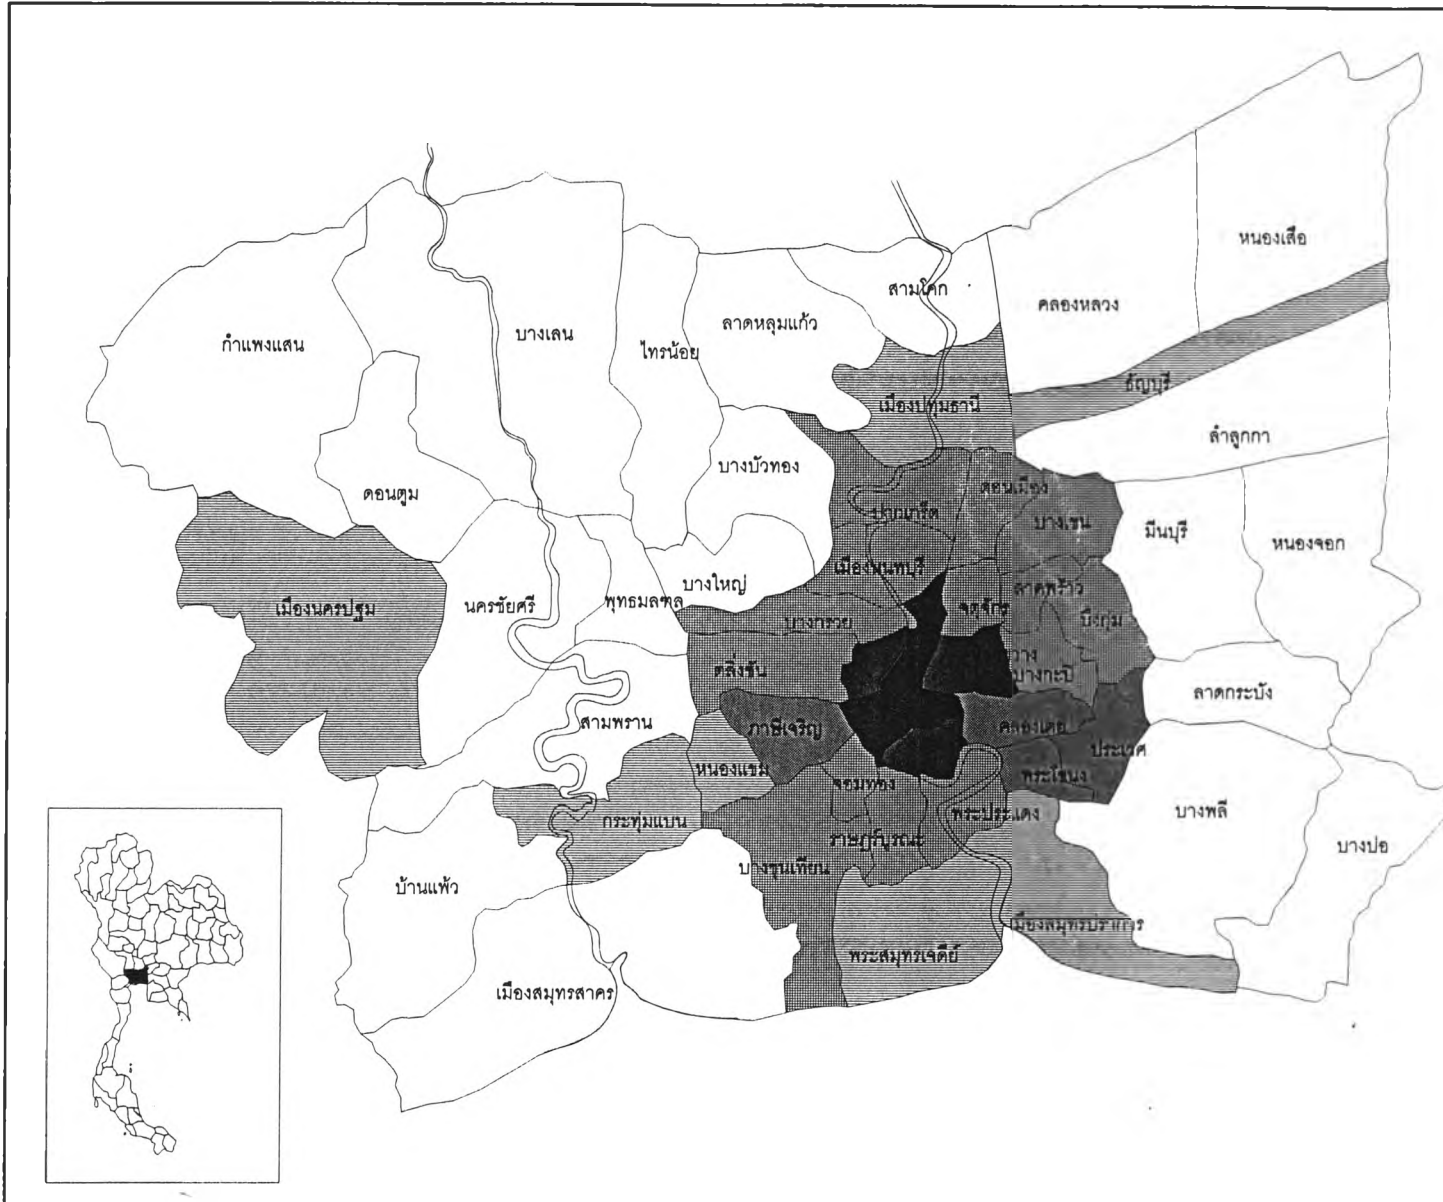 หนองเสือ
สามโคก
คลองหลวง
ลาดหลุมแก้ว
บางเลน
กำแพงแสน
ไทรน้อย
ธัญบุรี
เมืองปทุมธานี
ลำลูกกา
บางบัวทอง
ดอนตูม
ดอนเมือง
ปากเกร็ด
บางเขน
มีนบุรี
หนองจอก
เมืองนนทบุรี
บางใหญ่
ลาดพร้าว
เมืองนครปฐม
นครชัยศรี
พุทธมลฑล
จตุจักร
บางกรวย
บึงกุ่ม
วาง
ตลิ่งชัน
บางกะปิ
ลาดกระบัง
สามพราน
ภาษีเจริญ
คลองเตย
ประเวศ
หนองแขม
พระโขนง
จอมทอง
บางพลี
พระประแดง
กระทุ่มแบน
ราษฎร์บูรณะ
บางปอ
บางขุนเทียน
บ้านแพ้ว
เมืองสมุทรปราการ
พระสมุทรเจดีย์
เมืองสมุทรสาคร